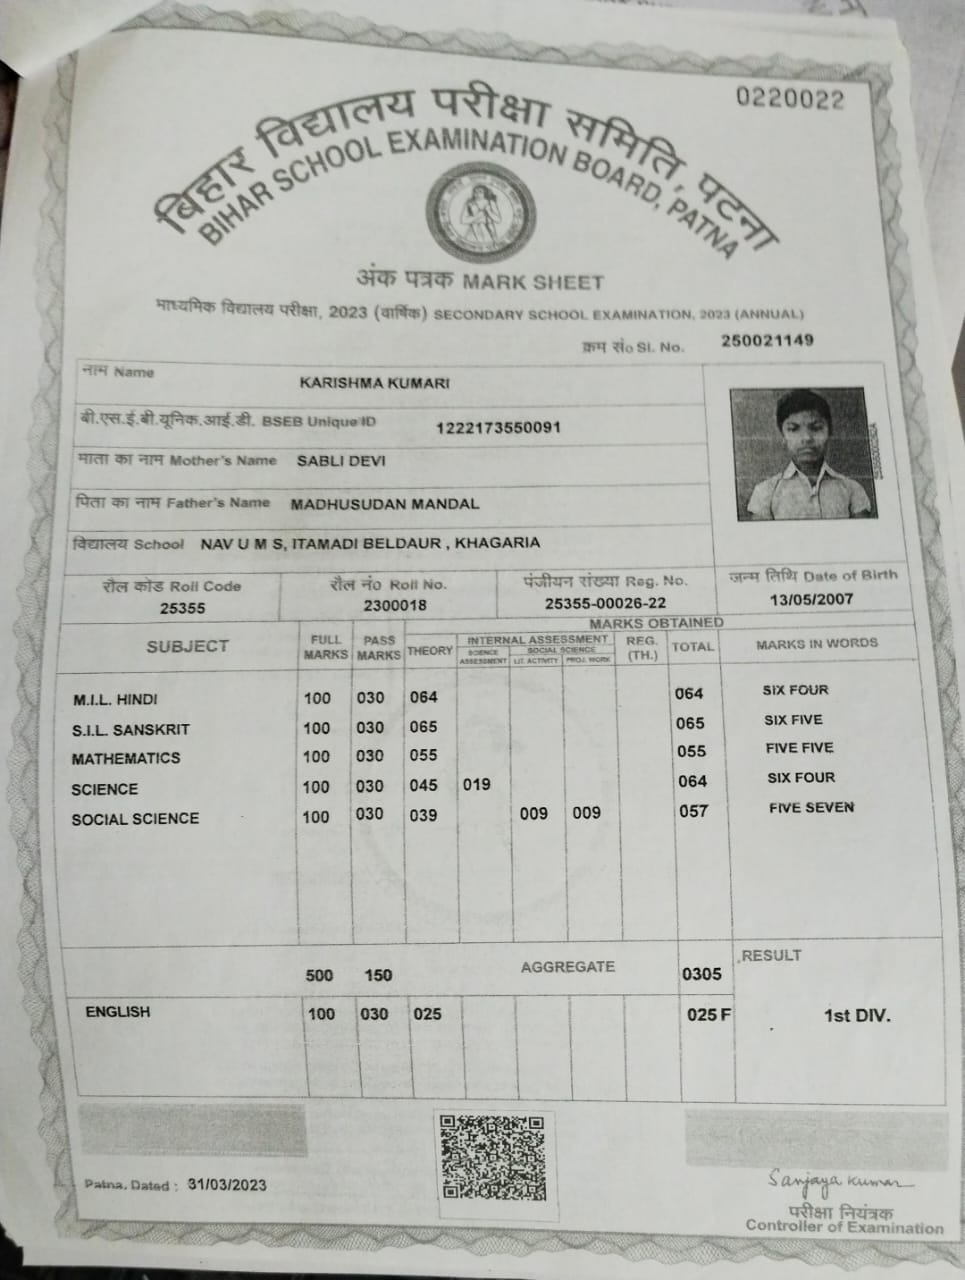 0220022
बिहार विद्यालय परीक्षा समिति, पटना
BIHAR SCHOOL EXAMINATION BOARD, PATNA
अंक पत्रक MARK SHEET
माध्यमिक विद्यालय परीक्षा, 2023 (वार्षिक) SECONDARY SCHOOL EXAMINATION, 2023 (ANNUAL)
क्रम सं० Sl. No. 250021149
नाम Name KARISHMA KUMARI
बी.एस.ई.बी.यूनिक.आई.डी. BSEB Unique ID 1222173550091
माता का नाम Mother's Name SABLI DEVI
पिता का नाम Father's Name MADHUSUDAN MANDAL
विद्यालय School NAV U M S, ITAMADI BELDAUR , KHAGARIA
रौल कोड Roll Code रौल नं० Roll No. पंजीयन संख्या Reg. No. जन्म तिथि Date of Birth
25355 2300018 25355-00026-22 13/05/2007
MARKS OBTAINED
SUBJECT FULL MARKS PASS MARKS THEORY INTERNAL ASSESSMENT REG. (TH.) TOTAL MARKS IN WORDS
SCIENCE ASSESSMENT SOCIAL SCIENCE
LIT. ACTIVITY PROJ. WORK
M.I.L. HINDI 100 030 064 064 SIX FOUR
S.I.L. SANSKRIT 100 030 065 065 SIX FIVE
MATHEMATICS 100 030 055 055 FIVE FIVE
SCIENCE 100 030 045 019 064 SIX FOUR
SOCIAL SCIENCE 100 030 039 009 009 057 FIVE SEVEN
500 150 AGGREGATE 0305 RESULT
ENGLISH 100 030 025 025 F 1st DIV.
Patna, Dated : 31/03/2023
Sanjaya Kumar
परीक्षा नियंत्रक
Controller of Examination